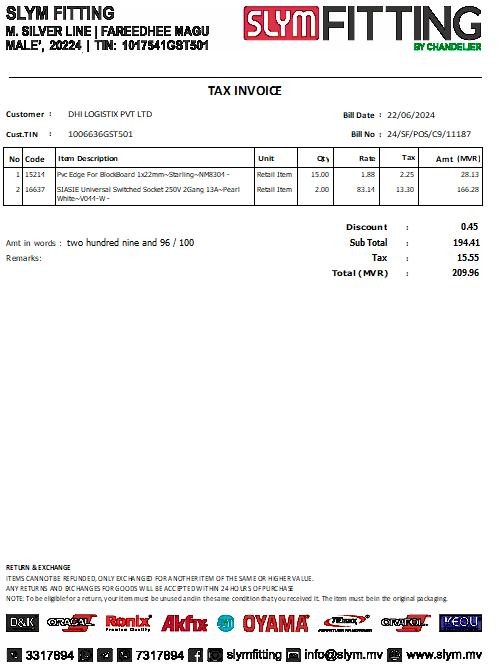 SLYM FITTING
M. SILVER LINE | FAREEDHEE MAGU
MALE', 20224 | TIN: 1017541GST501
SLYMFITTING
BY CHANDELIER
TAX INVOICE
Customer : DHI LOGISTIX PVT LTD
Bill Date : 22/06/2024
Cust.TIN : 1006636GST501
Bill No : 24/SF/POS/C9/11187
No Code Item Description Unit Qty Rate Tax Amt (MVR)
1 15214 Pvc Edge For BlockBoard 1x22mm~Starling~NM8304 - Retail Item 15.00 1.88 2.25 28.13
2 16637 SIASIE Universal Switched Socket 250V 2Gang 13A~Pearl Retail Item 2.00 83.14 13.30 166.28
White~V044-W -
Discount : 0.45
Amt in words : two hundred nine and 96 / 100
Sub Total : 194.41
Remarks:
Tax : 15.55
Total (MVR) : 209.96
RETURN & EXCHANGE
ITEMS CANNOT BE REFUNDED, ONLY EXCHANGED FOR ANOTHER ITEM OF THE SAME OR HIGHER VALUE.
ANY RETURNS AND EXCHANGES FOR GOODS WILL BE ACCEPTED WITHIN 24 HOURS OF PURCHASE
NOTE: To be eligible for a return, your item must be unused and in the same condition that you received it. The item must be in the original packaging.
D&K ORACAL Ronix Akfix OYAMA ORAFOL KEOU
3317894 7317894 slymfitting info@slym.mv www.slym.mv